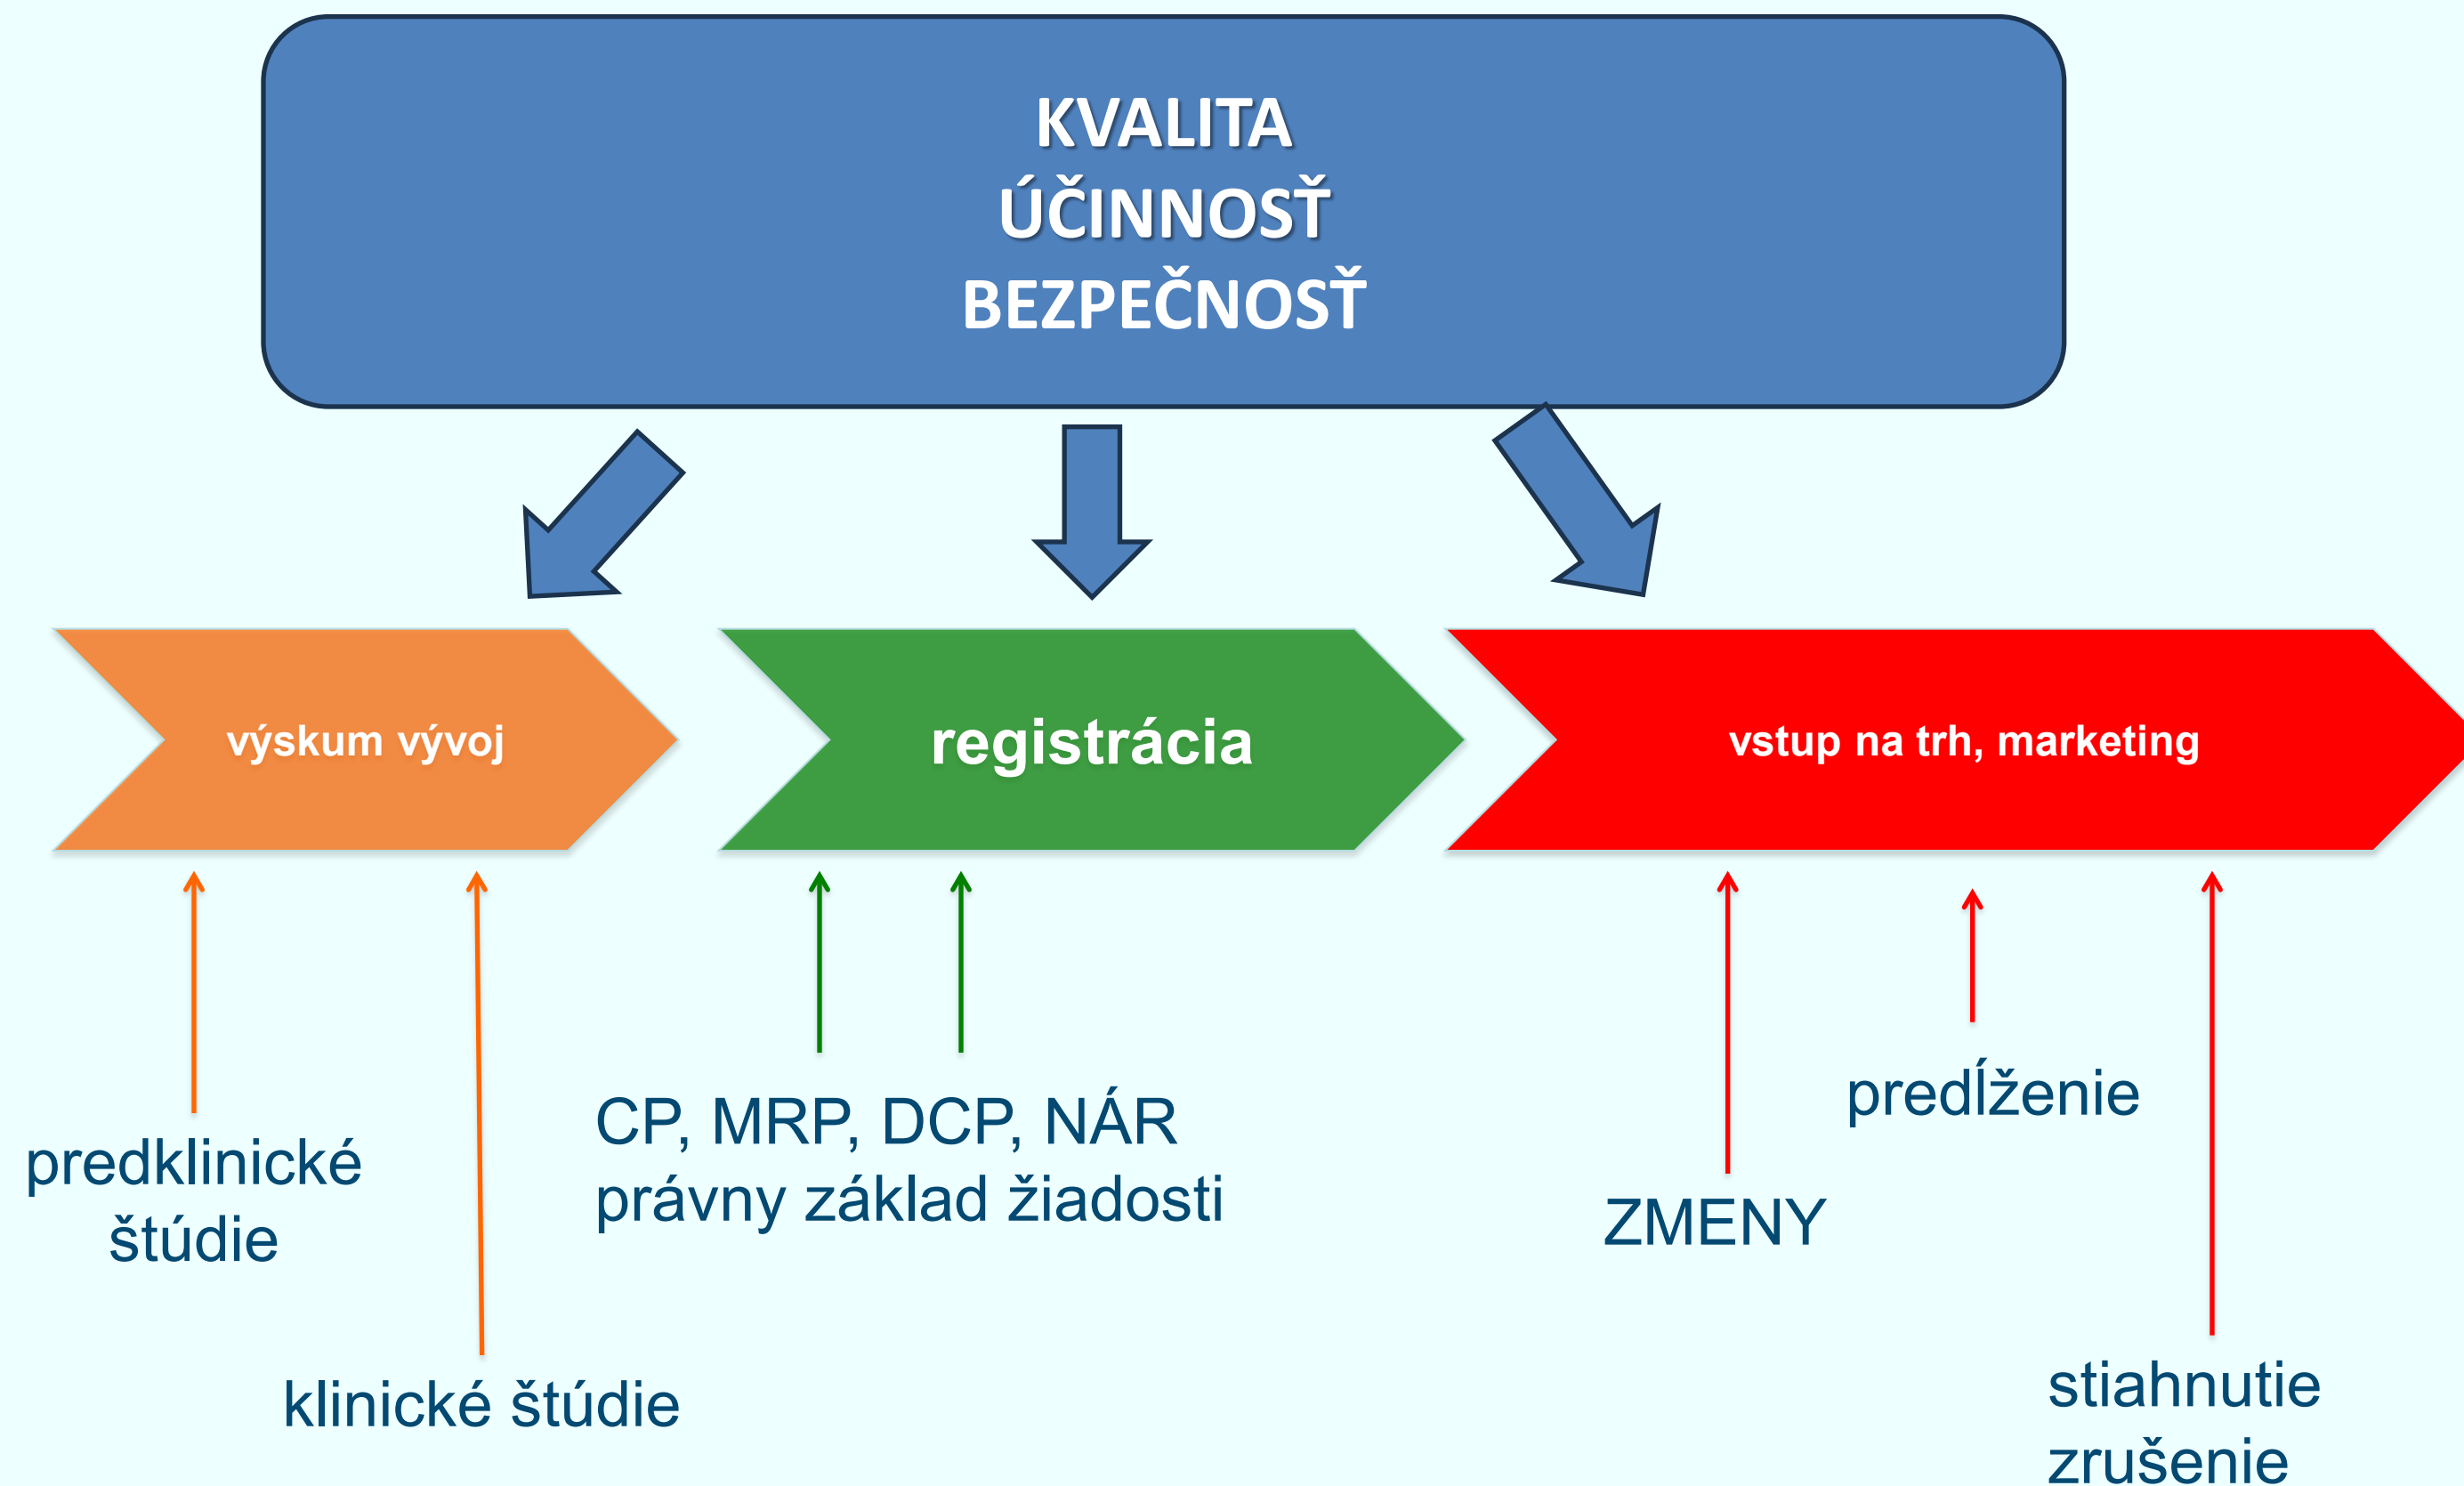 KVALITA
ÚČINNOSŤ
BEZPEČNOSŤ
výskum vývoj
registrácia
vstup na trh, marketing
predklinické
štúdie
klinické štúdie
CP, MRP, DCP, NÁR
právny základ žiadosti
ZMENY
predĺženie
stiahnutie
zrušenie